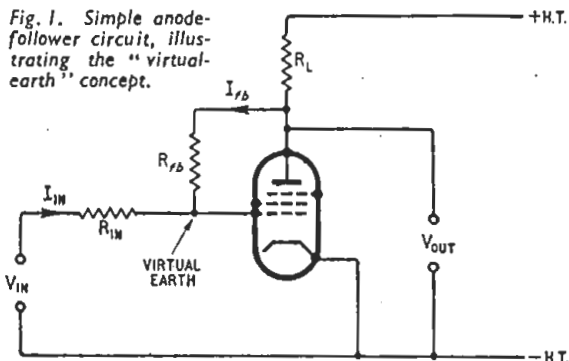 Fig. 1. Simple anode-
follower circuit, illus-
trating the "virtual-
earth" concept.
+H.T.
R_L
I_fb
R_fb
I_IN
R_IN
VIRTUAL
EARTH
V_IN
V_OUT
−H.T.